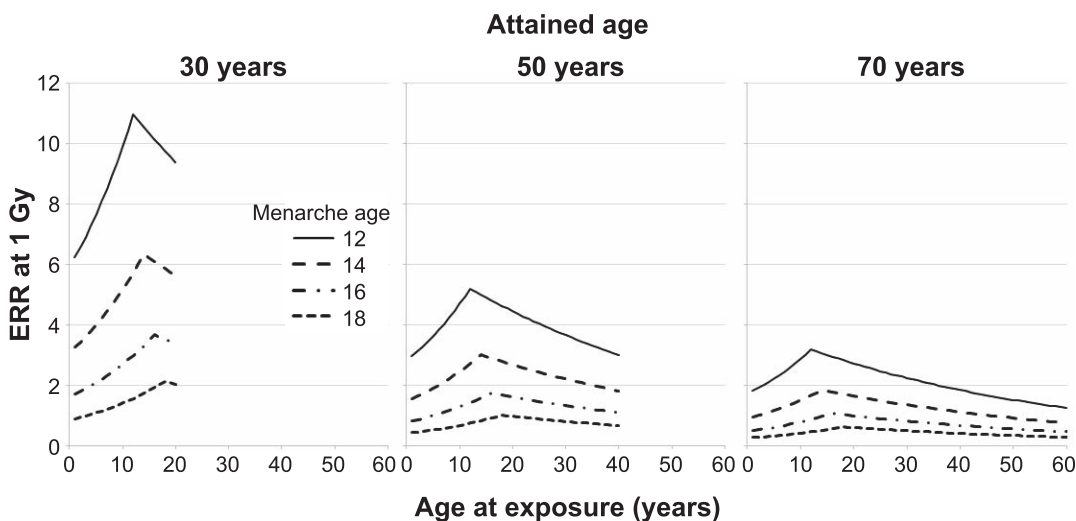 Attained age
30 years
50 years
70 years
12
10
8
6
4
2
0
ERR at 1 Gy
Menarche age
12
14
16
18
0 10 20 30 40 50 60
0 10 20 30 40 50 60
0 10 20 30 40 50 60
Age at exposure (years)